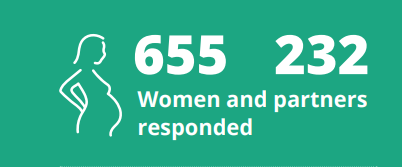 655 232
Women and partners
responded